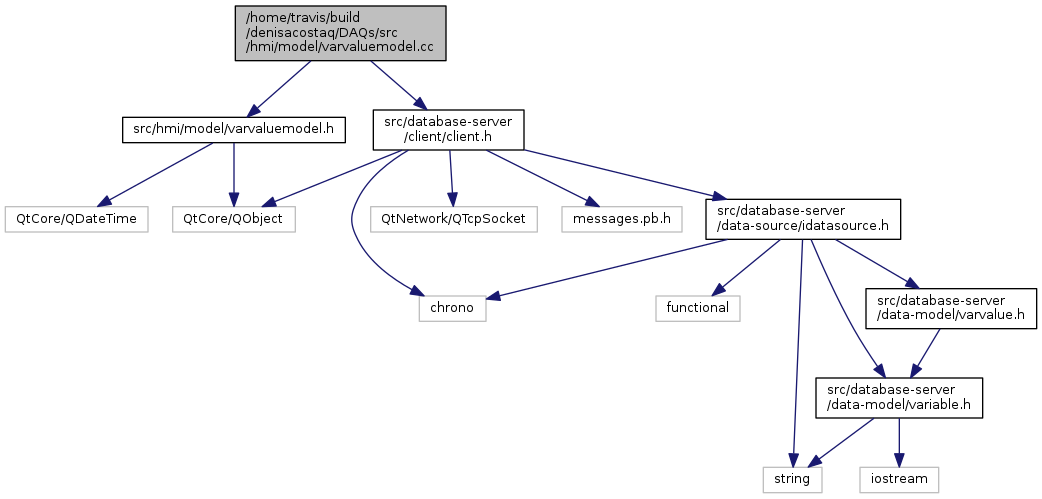 /home/travis/build
/denisacostaq/DAQs/src
/hmi/model/varvaluemodel.cc
src/hmi/model/varvaluemodel.h
src/database-server
/client/client.h
QtCore/QDateTime
QtCore/QObject
QtNetwork/QTcpSocket
messages.pb.h
src/database-server
/data-source/idatasource.h
chrono
functional
src/database-server
/data-model/varvalue.h
src/database-server
/data-model/variable.h
string
iostream